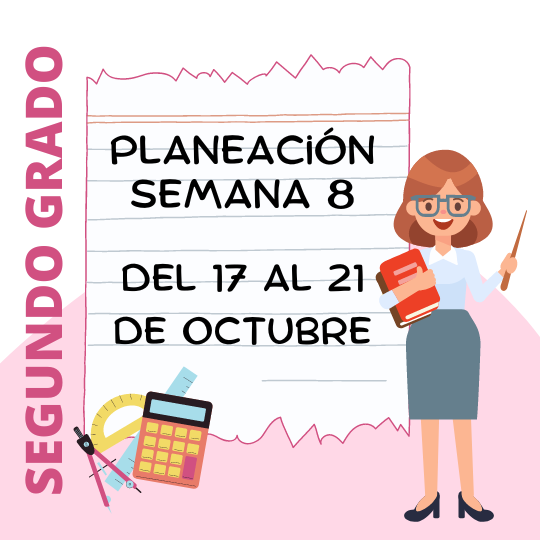 SEGUNDO GRADO
PLANEACIÓN
SEMANA 8
DEL 17 AL 21
DE OCTUBRE